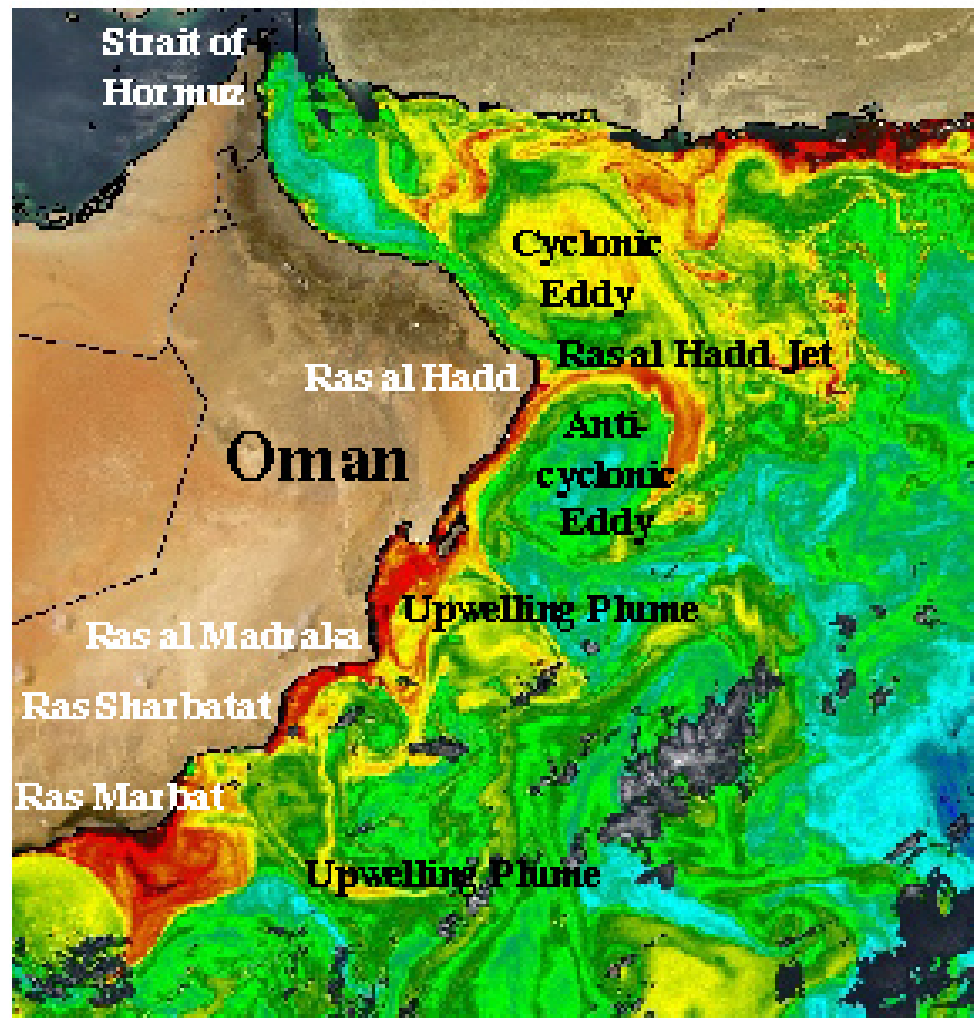 Strait of
Hormuz
Cyclonic
Eddy
Ras al Hadd Jet
Ras al Hadd
Anti-
cyclonic
Eddy
Oman
Upwelling Plume
Ras al Madraka
Ras Sharbatat
Ras Marbat
Upwelling Plume